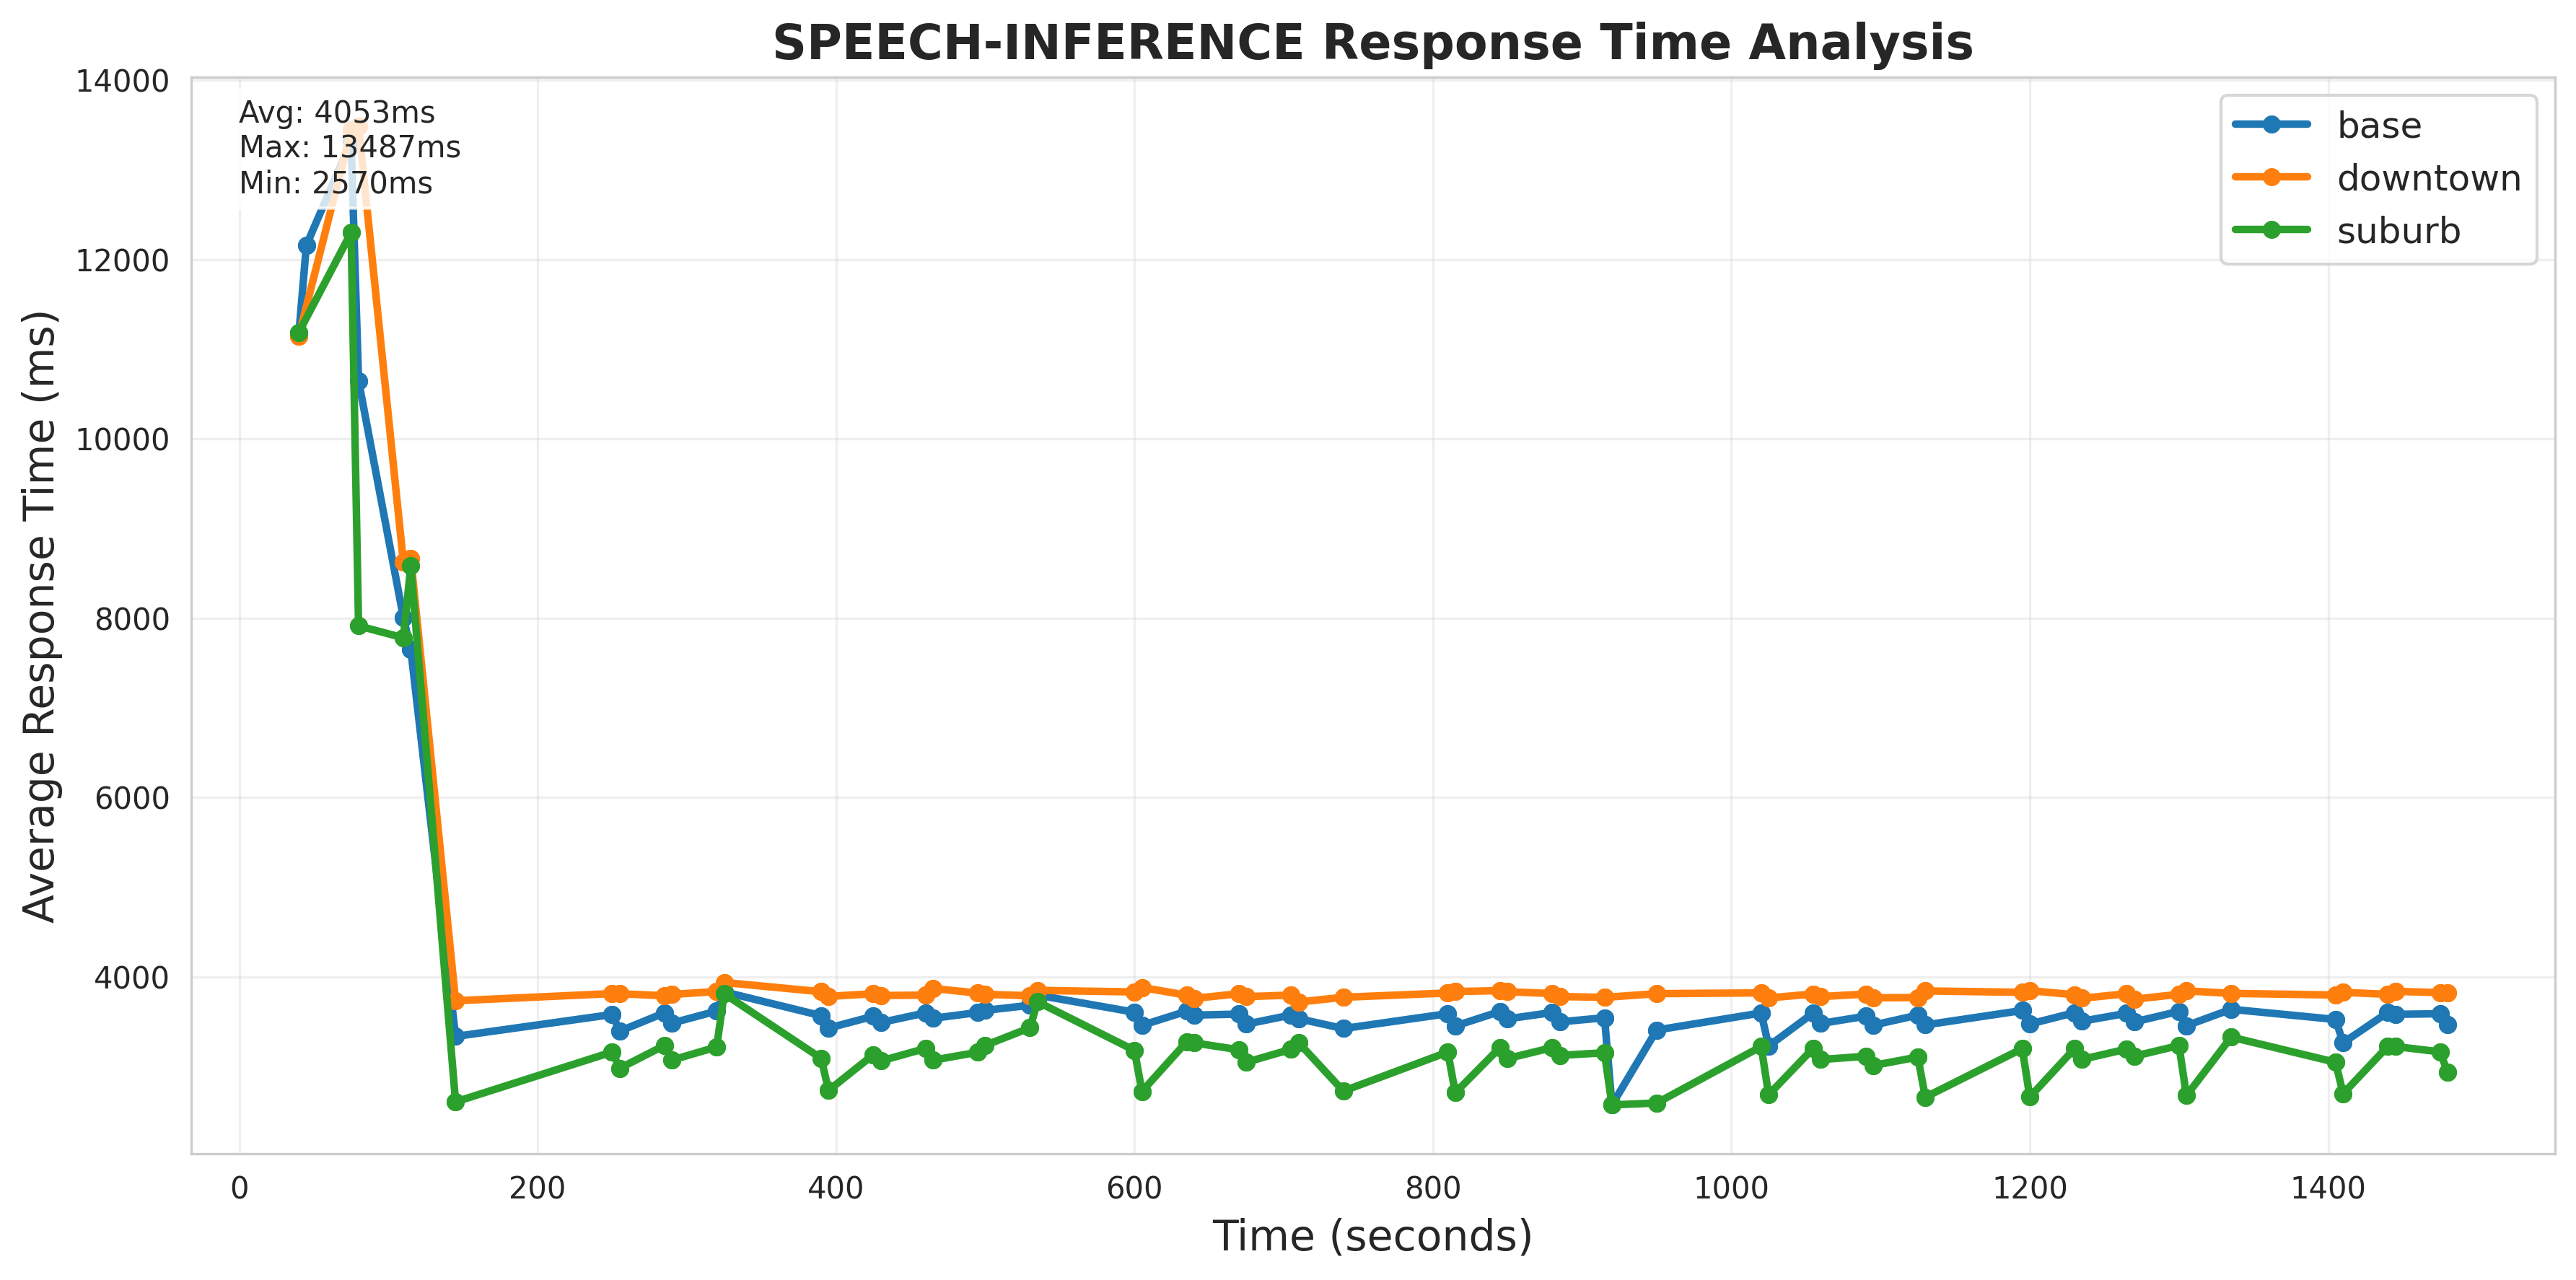 SPEECH-INFERENCE Response Time Analysis
14000
12000
10000
8000
6000
4000
Average Response Time (ms)
Avg: 4053ms
Max: 13487ms
Min: 2570ms
base
downtown
suburb
0 200 400 600 800 1000 1200 1400
Time (seconds)